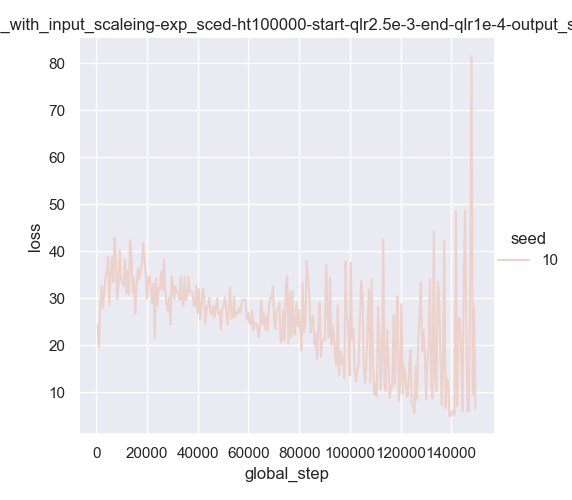 _with_input_scaleing-exp_sced-ht100000-start-qlr2.5e-3-end-qlr1e-4-output_s
80
70
60
50
40
30
20
10
loss
0 20000 40000 60000 80000 100000 120000 140000
global_step
seed
10